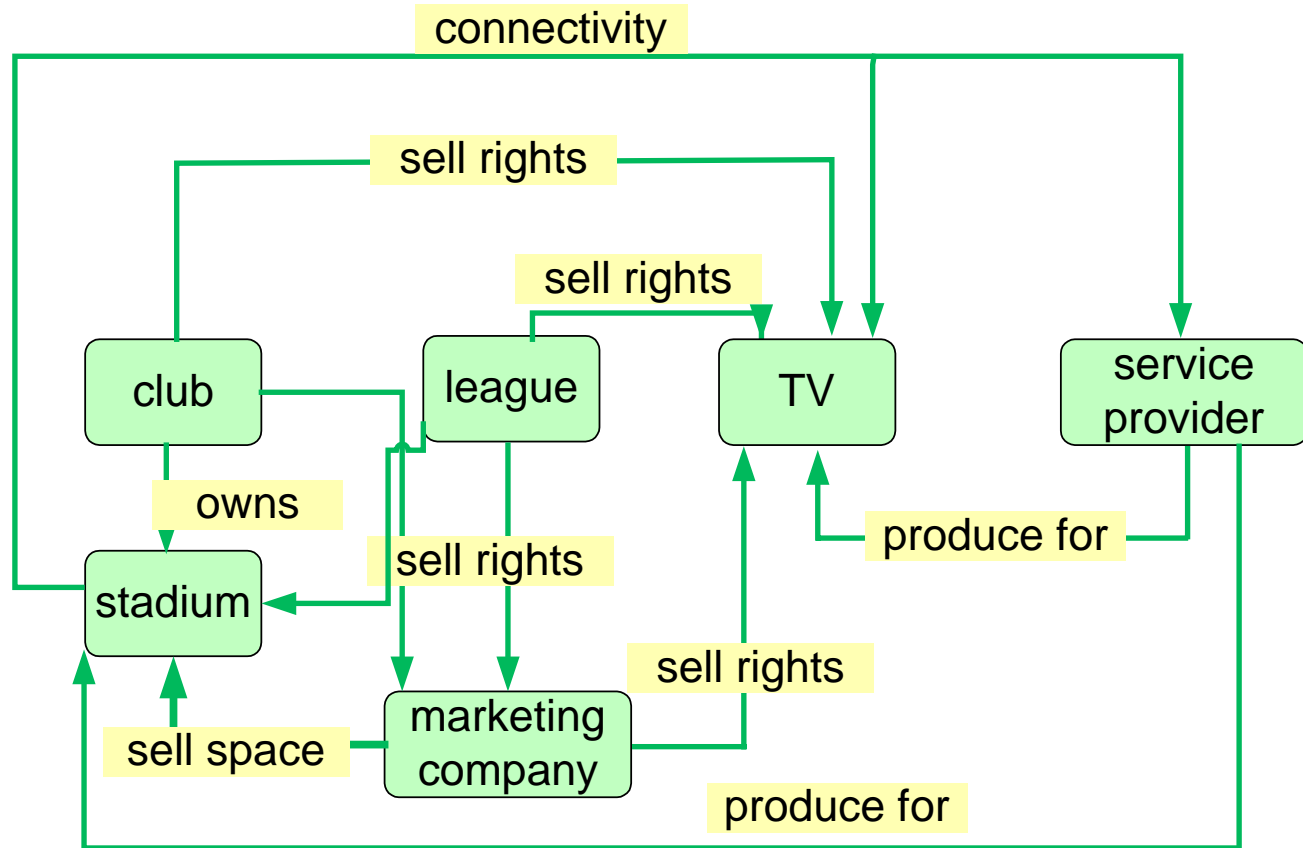 connectivity
sell rights
sell rights
club
league
TV
service
provider
owns
produce for
sell rights
stadium
sell rights
marketing
company
sell space
produce for